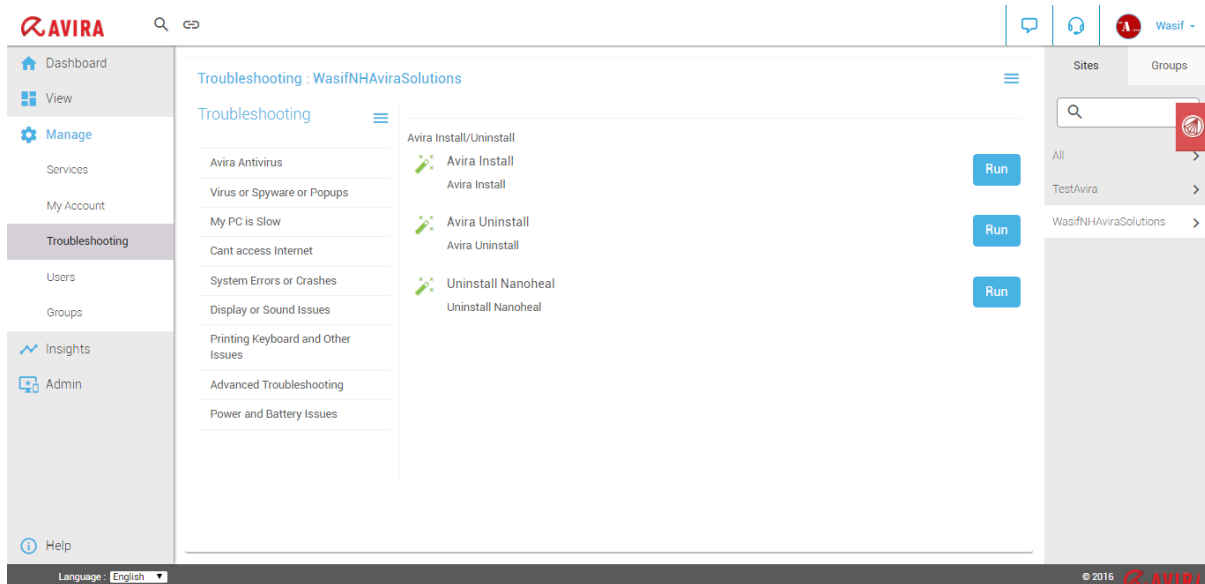 AVIRA
Wasif
Dashboard
View
Manage
Services
My Account
Troubleshooting
Users
Groups
Insights
Admin
Help
Language : English
Troubleshooting : WasifNHAviraSolutions
Troubleshooting
Avira Antivirus
Virus or Spyware or Popups
My PC is Slow
Cant access Internet
System Errors or Crashes
Display or Sound Issues
Printing Keyboard and Other
Issues
Advanced Troubleshooting
Power and Battery Issues
Avira Install/Uninstall
Avira Install
Avira Install
Run
Avira Uninstall
Avira Uninstall
Run
Uninstall Nanoheal
Uninstall Nanoheal
Run
Sites
Groups
All
TestAvira
WasifNHAviraSolutions
© 2016 AVIRA